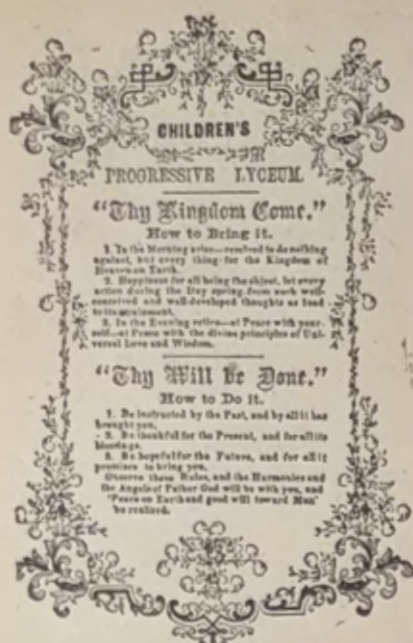 CHILDREN'S
PROGRESSIVE LYCEUM.
"Thy Kingdom Come."
How to Bring it.
1. In the Morning arise—resolved to do nothing
against, but every thing for the Kingdom of
Heaven on Earth.
2. Happiness for all being the object, let every
action during the Day spring from such well-
conceived and well-developed thoughts as lead
to its attainment.
3. In the Evening retire—at Peace with your-
self—at Peace with the divine principles of Uni-
versal Love and Wisdom.
"Thy Will be Done."
How to Do it.
1. Be instructed by the Past, and by all it has
brought you.
2. Be thankful for the Present, and for all its
blessings.
3. Be hopeful for the Future, and for all it
promises to bring you.
Observe these Rules, and the Harmonies and
the Angels of Father God will be with you, and
'Peace on Earth and good will toward Man'
be realized.